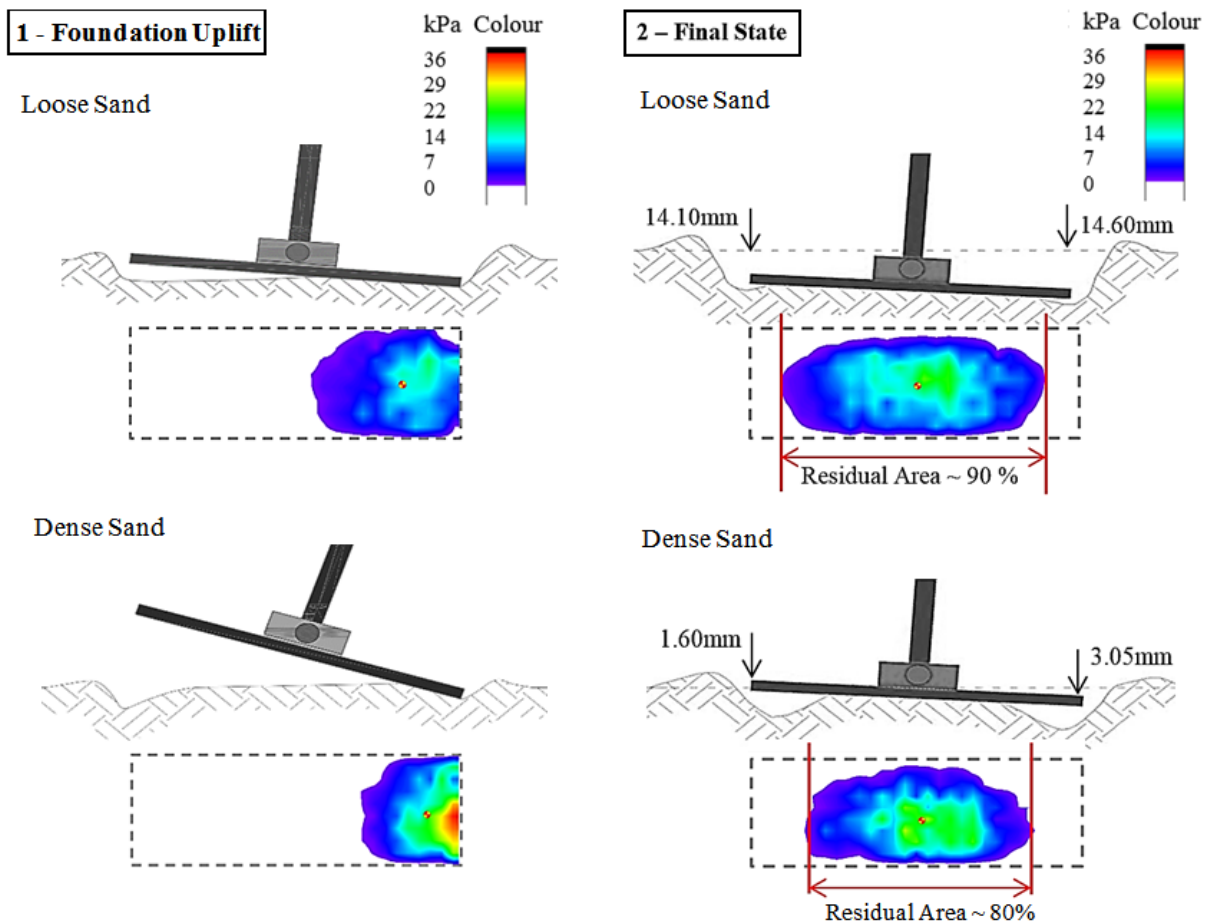 1 - Foundation Uplift
kPa Colour
36
29
22
14
7
0
Loose Sand
2 – Final State
kPa Colour
36
29
22
14
7
0
Loose Sand
14.10mm
14.60mm
Residual Area ~ 90 %
Dense Sand
Dense Sand
1.60mm
3.05mm
Residual Area ~ 80%